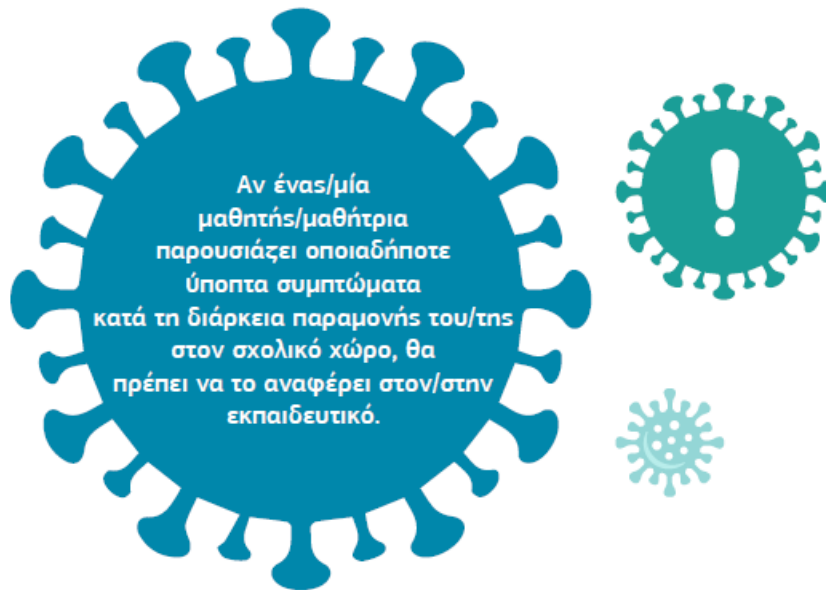 Αν ένας/μία
μαθητής/μαθήτρια
παρουσιάζει οποιαδήποτε
ύποπτα συμπτώματα
κατά τη διάρκεια παραμονής του/της
στον σχολικό χώρο, θα
πρέπει να το αναφέρει στον/στην
εκπαιδευτικό.
!